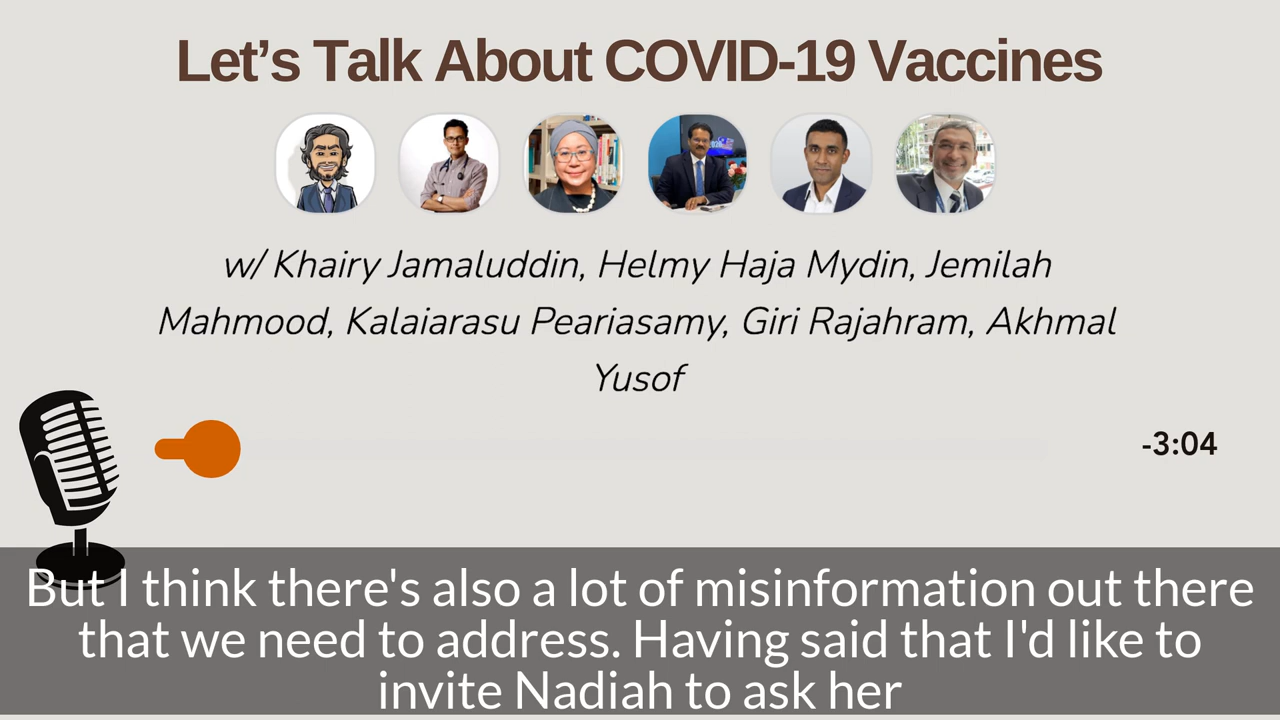 Let’s Talk About COVID-19 Vaccines
w/ Khairy Jamaluddin, Helmy Haja Mydin, Jemilah
Mahmood, Kalaiarasu Peariasamy, Giri Rajahram, Akhmal
Yusof
-3:04
But I think there's also a lot of misinformation out there
that we need to address. Having said that I'd like to
invite Nadiah to ask her